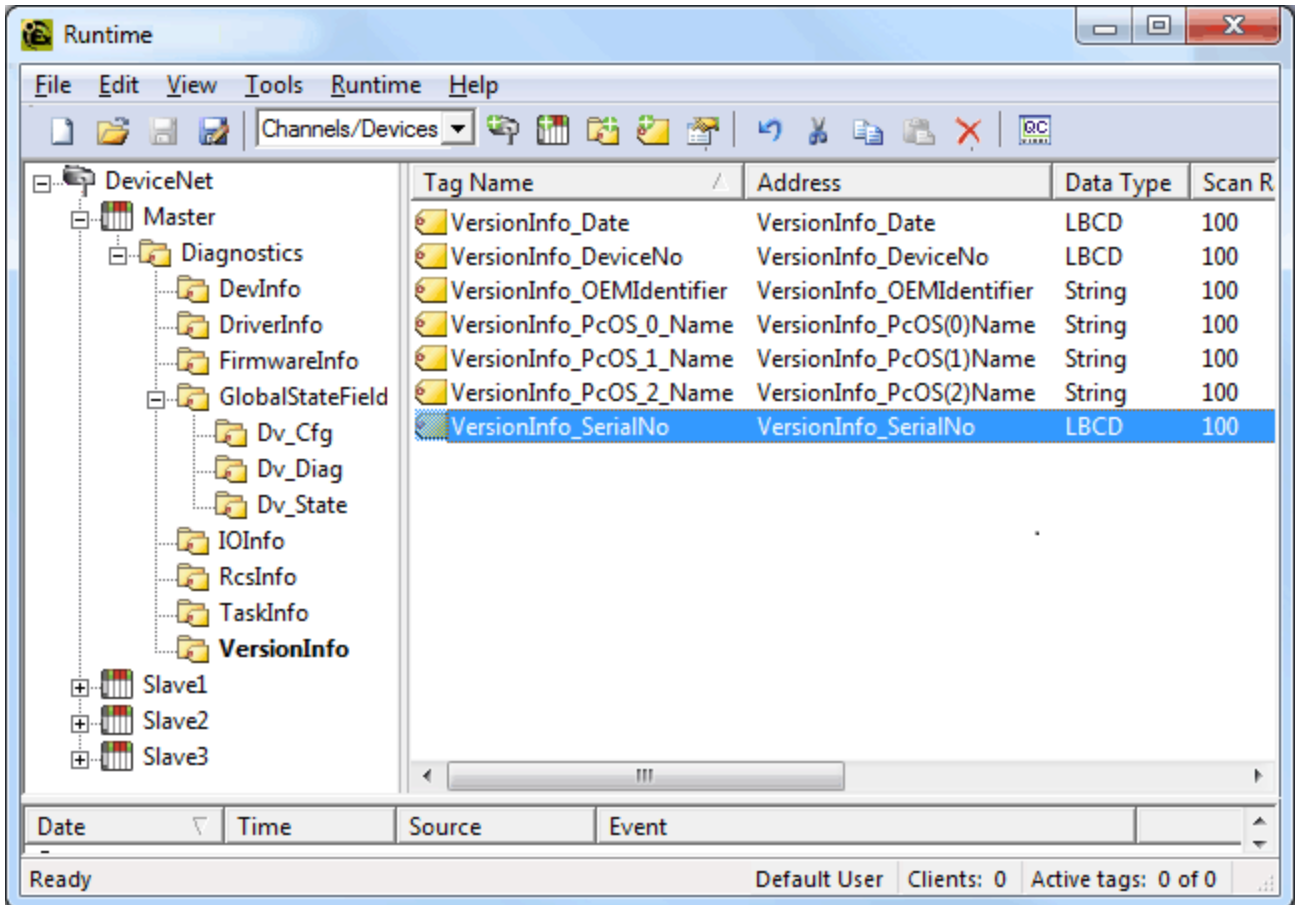 Runtime
File Edit View Tools Runtime Help
Channels/Devices
QC
DeviceNet
Master
Diagnostics
DevInfo
DriverInfo
FirmwareInfo
GlobalStateField
Dv_Cfg
Dv_Diag
Dv_State
IOInfo
RcsInfo
TaskInfo
VersionInfo
Slave1
Slave2
Slave3
Tag Name Address Data Type Scan R
VersionInfo_Date VersionInfo_Date LBCD 100
VersionInfo_DeviceNo VersionInfo_DeviceNo LBCD 100
VersionInfo_OEMIdentifier VersionInfo_OEMIdentifier String 100
VersionInfo_PcOS_0_Name VersionInfo_PcOS(0)Name String 100
VersionInfo_PcOS_1_Name VersionInfo_PcOS(1)Name String 100
VersionInfo_PcOS_2_Name VersionInfo_PcOS(2)Name String 100
VersionInfo_SerialNo VersionInfo_SerialNo LBCD 100
Date Time Source Event
Ready Default User Clients: 0 Active tags: 0 of 0